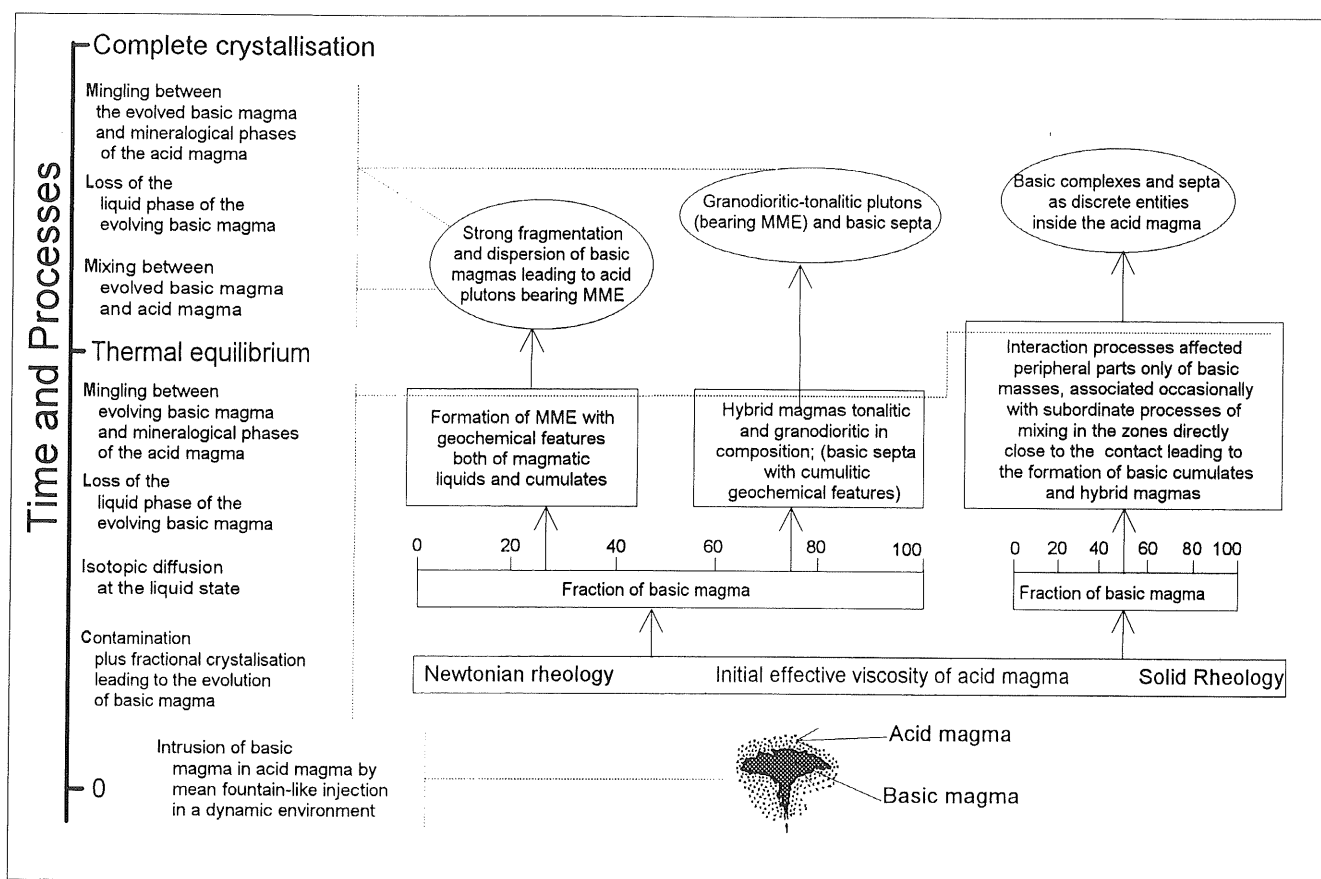 Time and Processes
Complete crystallisation
Mingling between
the evolved basic magma
and mineralogical phases
of the acid magma
Loss of the
liquid phase of the
evolving basic magma
Mixing between
evolved basic magma
and acid magma
Thermal equilibrium
Mingling between
evolving basic magma
and mineralogical phases
of the acid magma
Loss of the
liquid phase of the
evolving basic magma
Isotopic diffusion
at the liquid state
Contamination
plus fractional crystalisation
leading to the evolution
of basic magma
Intrusion of basic
magma in acid magma by
mean fountain-like injection
in a dynamic environment
0
Strong fragmentation
and dispersion of basic
magmas leading to acid
plutons bearing MME
Granodioritic-tonalitic plutons
(bearing MME) and basic septa
Basic complexes and septa
as discrete entities
inside the acid magma
Formation of MME with
geochemical features
both of magmatic
liquids and cumulates
Hybrid magmas tonalitic
and granodioritic in
composition; (basic septa
with cumulitic
geochemical features)
Interaction processes affected
peripheral parts only of basic
masses, associated occasionally
with subordinate processes of
mixing in the zones directly
close to the contact leading to
the formation of basic cumulates
and hybrid magmas
0 20 40 60 80 100
Fraction of basic magma
0 20 40 60 80 100
Fraction of basic magma
Newtonian rheology Initial effective viscosity of acid magma Solid Rheology
Acid magma
Basic magma